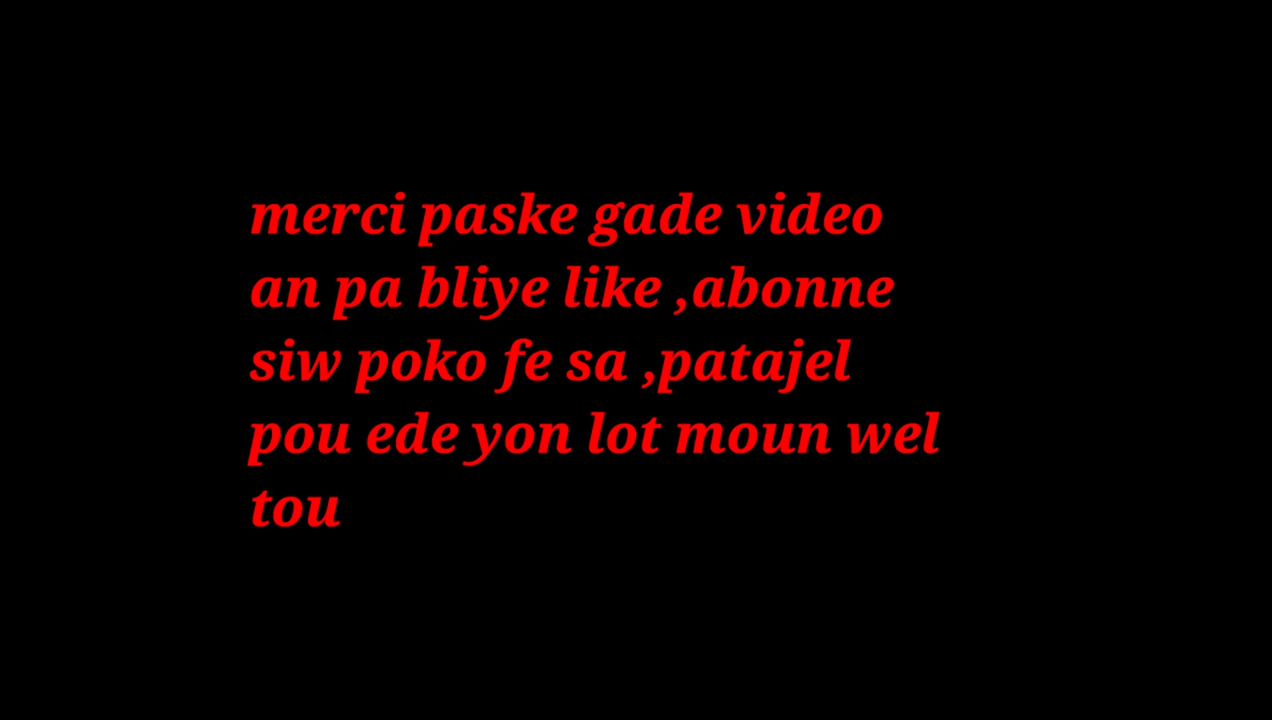 merci paske gade video
an pa bliye like ,abonne
siw poko fe sa ,patajel
pou ede yon lot moun wel
tou